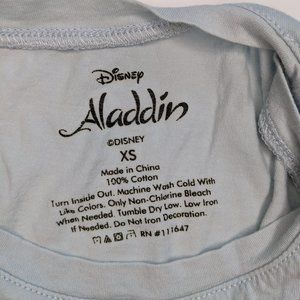 Disney
Aladdin
©DISNEY
XS
Made in China
100% Cotton
Turn Inside Out. Machine Wash Cold With
Like Colors. Only Non-Chlorine Bleach
When Needed. Tumble Dry Low. Low Iron
If Needed. Do Not Iron Decoration.
RN #111647